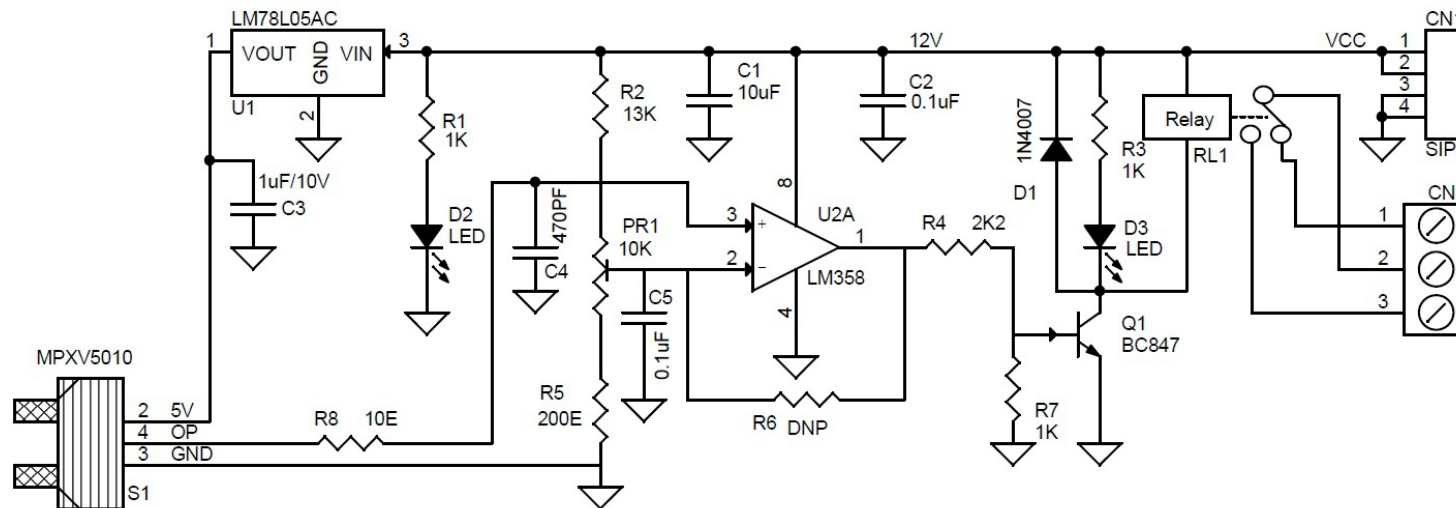 LM78L05AC
1
VOUT
GND
VIN
3
U1
2
12V
VCC
CN1
1
2
3
4
SIP
R1
1K
R2
13K
C1
10uF
C2
0.1uF
1N4007
D1
R3
1K
Relay
RL1
1uF/10V
C3
D2
LED
470PF
C4
PR1
10K
8
3
+
2
−
U2A
1
LM358
4
R4
2K2
D3
LED
CN
1
2
3
C5
0.1uF
Q1
BC847
MPXV5010
2
5V
4
OP
3
GND
S1
R8
10E
R5
200E
R6
DNP
R7
1K